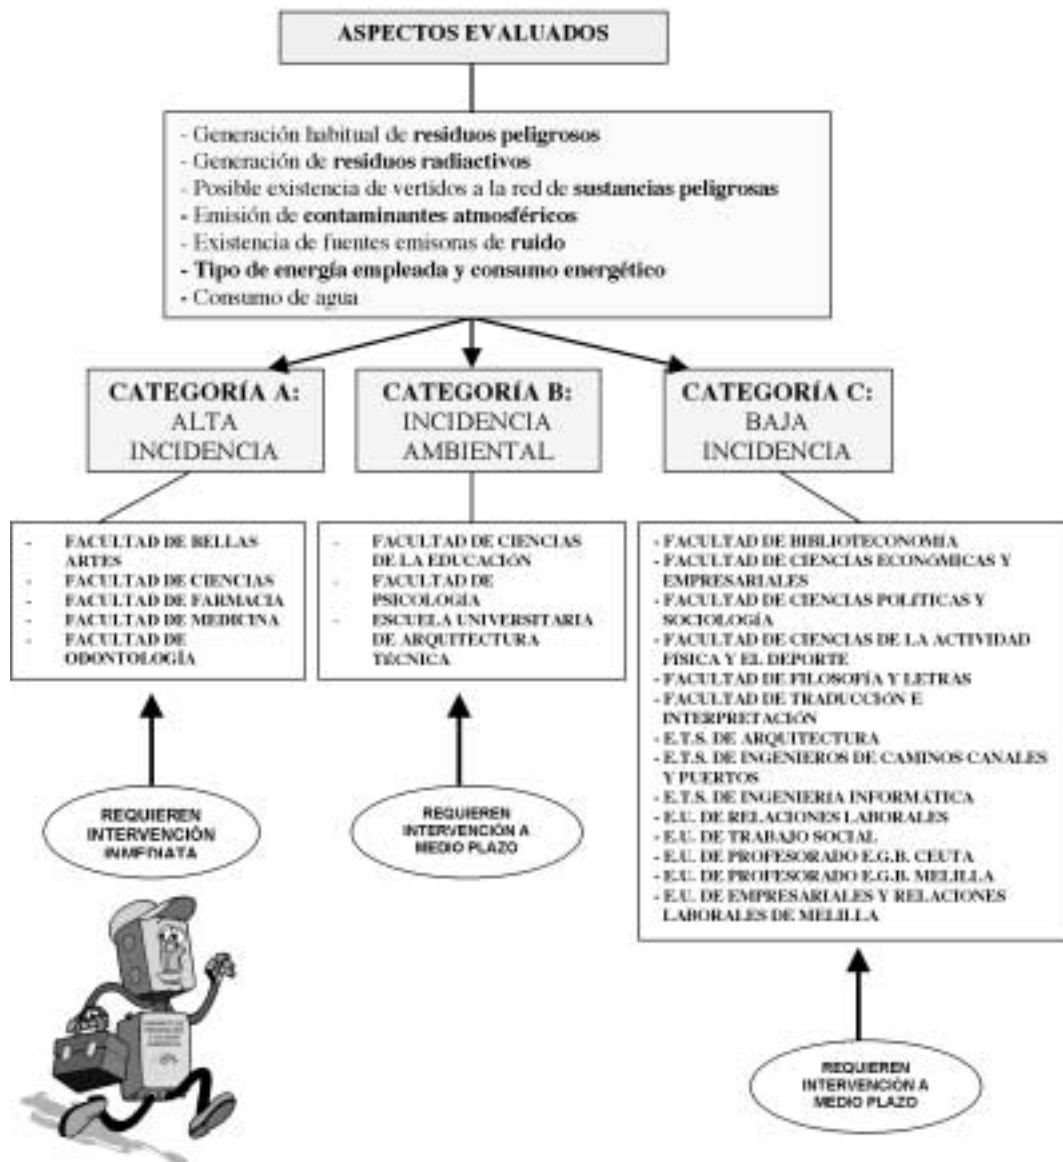 ASPECTOS EVALUADOS
- Generación habitual de residuos peligrosos
- Generación de residuos radiactivos
- Posible existencia de vertidos a la red de sustancias peligrosas
- Emisión de contaminantes atmosféricos
- Existencia de fuentes emisoras de ruido
- Tipo de energía empleada y consumo energético
- Consumo de agua
CATEGORÍA A:
ALTA
INCIDENCIA
CATEGORÍA B:
INCIDENCIA
AMBIENTAL
CATEGORÍA C:
BAJA
INCIDENCIA
- FACULTAD DE BELLAS
ARTES
- FACULTAD DE CIENCIAS
- FACULTAD DE FARMACIA
- FACULTAD DE MEDICINA
- FACULTAD DE
ODONTOLOGÍA
- FACULTAD DE CIENCIAS
DE LA EDUCACIÓN
- FACULTAD DE
PSICOLOGÍA
- ESCUELA UNIVERSITARIA
DE ARQUITECTURA
TÉCNICA
- FACULTAD DE BIBLIOTECONOMÍA
- FACULTAD DE CIENCIAS ECONÓMICAS Y
EMPRESARIALES
- FACULTAD DE CIENCIAS POLÍTICAS Y
SOCIOLOGÍA
- FACULTAD DE CIENCIAS DE LA ACTIVIDAD
FÍSICA Y EL DEPORTE
- FACULTAD DE FILOSOFÍA Y LETRAS
- FACULTAD DE TRADUCCIÓN E
INTERPRETACIÓN
- E.T.S. DE ARQUITECTURA
- E.T.S. DE INGENIEROS DE CAMINOS CANALES
Y PUERTOS
- E.T.S. DE INGENIERÍA INFORMÁTICA
- E.U. DE RELACIONES LABORALES
- E.U. DE TRABAJO SOCIAL
- E.U. DE PROFESORADO E.G.B. CEUTA
- E.U. DE PROFESORADO E.G.B. MELILLA
- E.U. DE EMPRESARIALES Y RELACIONES
LABORALES DE MELILLA
REQUIEREN
INTERVENCIÓN
INMEDIATA
REQUIEREN
INTERVENCIÓN A
MEDIO PLAZO
REQUIEREN
INTERVENCIÓN A
MEDIO PLAZO